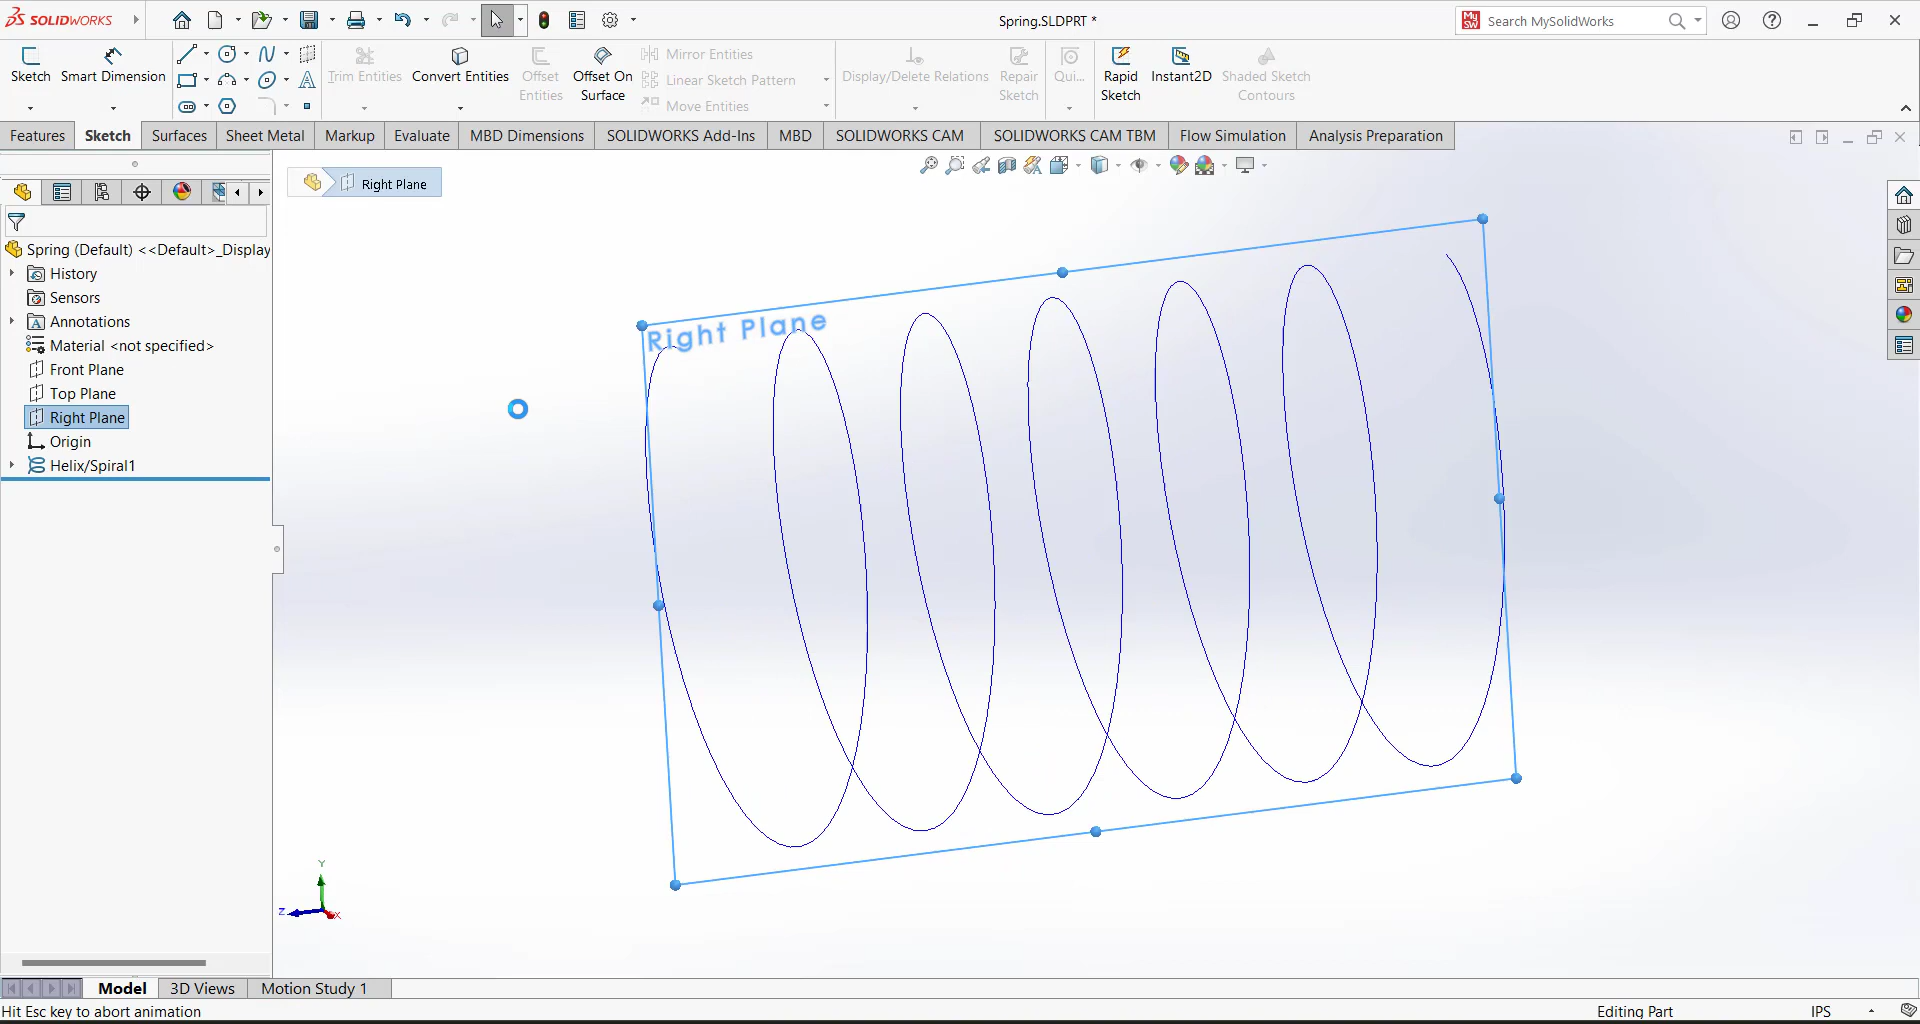 SOLIDWORKS
Spring.SLDPRT *
Search MySolidWorks
Sketch
Smart Dimension
Trim Entities
Convert Entities
Offset Entities
Offset On Surface
Mirror Entities
Linear Sketch Pattern
Move Entities
Display/Delete Relations
Repair Sketch
Qui...
Rapid Sketch
Instant2D
Shaded Sketch Contours
Features
Sketch
Surfaces
Sheet Metal
Markup
Evaluate
MBD Dimensions
SOLIDWORKS Add-Ins
MBD
SOLIDWORKS CAM
SOLIDWORKS CAM TBM
Flow Simulation
Analysis Preparation
Right Plane
Spring (Default) <<Default>_Display
History
Sensors
Annotations
Material <not specified>
Front Plane
Top Plane
Right Plane
Origin
Helix/Spiral1
Right Plane
Y
Z
X
Model
3D Views
Motion Study 1
Hit Esc key to abort animation
Editing Part
IPS